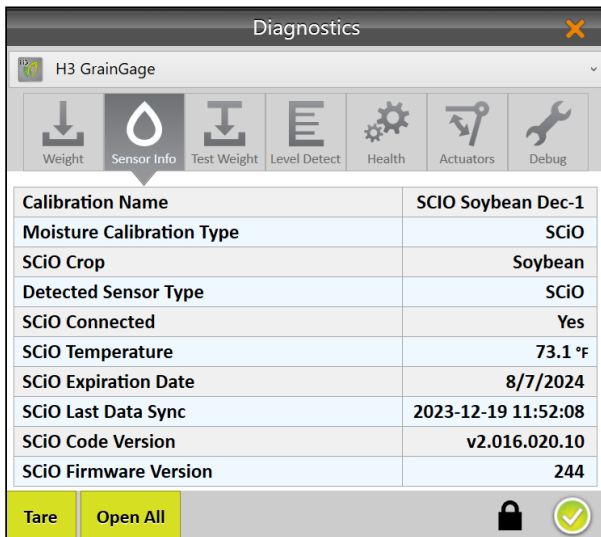 Diagnostics
H3 H3 GrainGage
Weight Sensor Info Test Weight Level Detect Health Actuators Debug
Calibration Name SCIO Soybean Dec-1
Moisture Calibration Type SCiO
SCiO Crop Soybean
Detected Sensor Type SCiO
SCiO Connected Yes
SCiO Temperature 73.1 °F
SCiO Expiration Date 8/7/2024
SCiO Last Data Sync 2023-12-19 11:52:08
SCiO Code Version v2.016.020.10
SCiO Firmware Version 244
Tare Open All